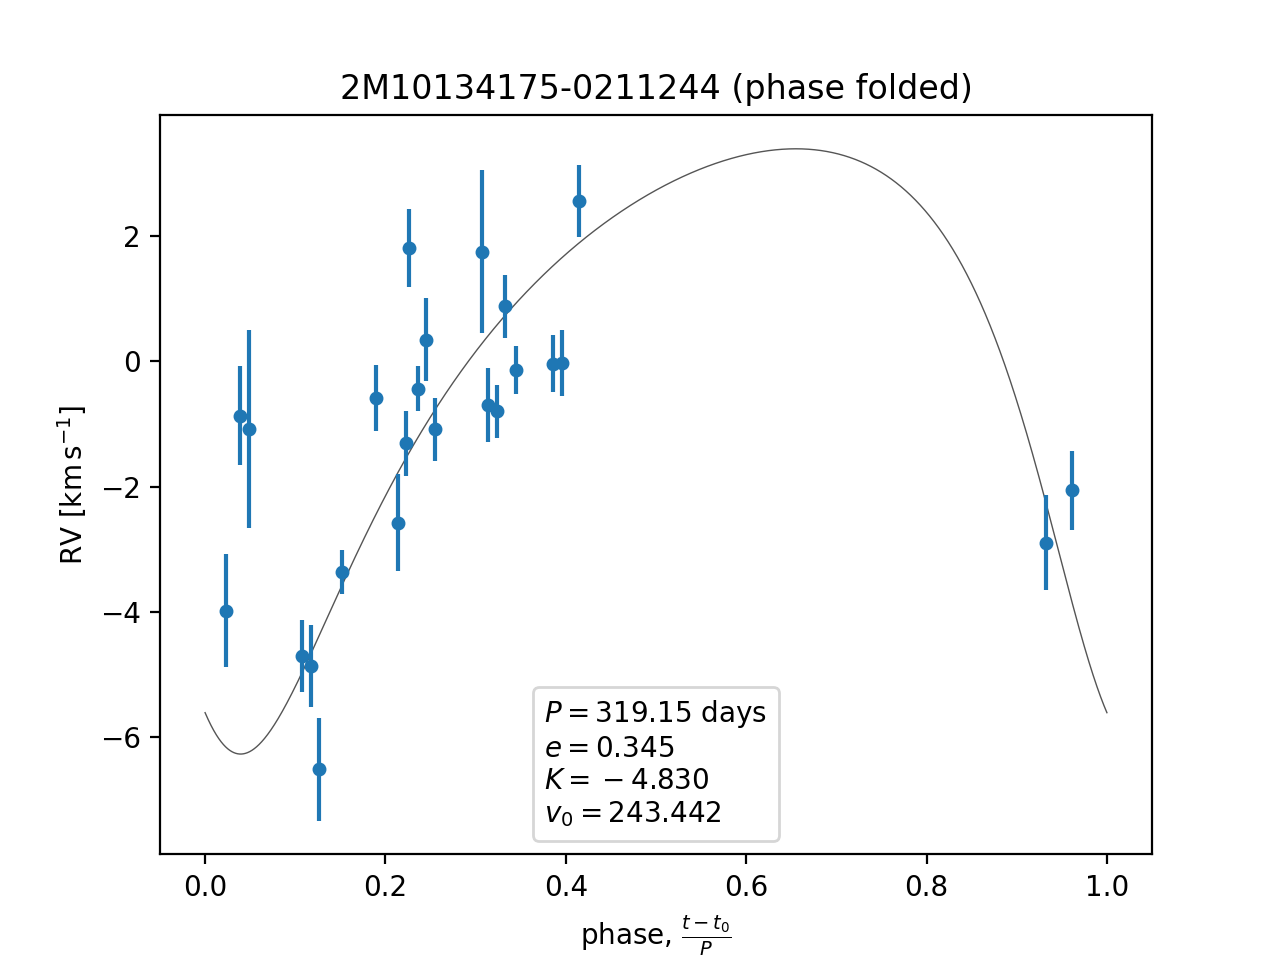 2M10134175-0211244 (phase folded)
RV [km s⁻¹]
2
0
−2
−4
−6
P = 319.15 days
e = 0.345
K = −4.830
v₀ = 243.442
0.0 0.2 0.4 0.6 0.8 1.0
phase, (t − t₀)/P